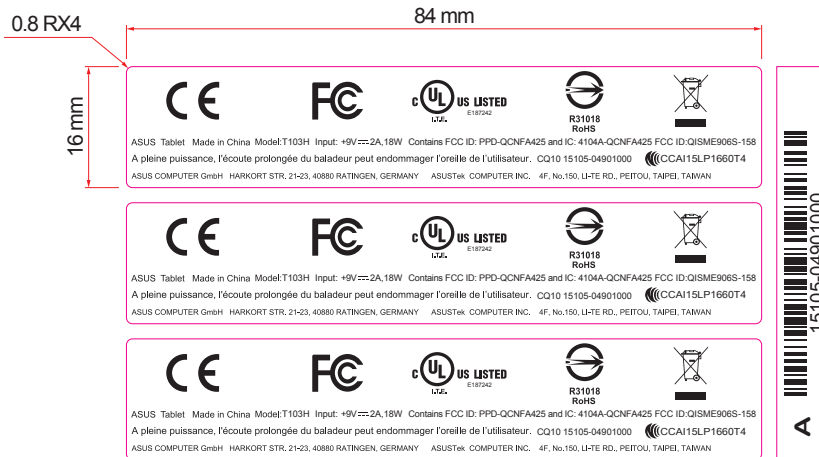 0.8 RX4
84 mm
16 mm
CE FC c UL US LISTED
I.T.E. E187242
R31018
RoHS
ASUS Tablet Made in China Model:T103H Input: +9V 2A,18W Contains FCC ID: PPD-QCNFA425 and IC: 4104A-QCNFA425 FCC ID:QISME906S-158
A pleine puissance, l'écoute prolongée du baladeur peut endommager l'oreille de l'utilisateur. CQ10 15105-04901000 CCAI15LP1660T4
ASUS COMPUTER GmbH HARKORT STR. 21-23, 40880 RATINGEN, GERMANY ASUSTek COMPUTER INC. 4F, No.150, LI-TE RD., PEITOU, TAIPEI, TAIWAN
CE FC c UL US LISTED
I.T.E. E187242
R31018
RoHS
ASUS Tablet Made in China Model:T103H Input: +9V 2A,18W Contains FCC ID: PPD-QCNFA425 and IC: 4104A-QCNFA425 FCC ID:QISME906S-158
A pleine puissance, l'écoute prolongée du baladeur peut endommager l'oreille de l'utilisateur. CQ10 15105-04901000 CCAI15LP1660T4
ASUS COMPUTER GmbH HARKORT STR. 21-23, 40880 RATINGEN, GERMANY ASUSTek COMPUTER INC. 4F, No.150, LI-TE RD., PEITOU, TAIPEI, TAIWAN
CE FC c UL US LISTED
I.T.E. E187242
R31018
RoHS
ASUS Tablet Made in China Model:T103H Input: +9V 2A,18W Contains FCC ID: PPD-QCNFA425 and IC: 4104A-QCNFA425 FCC ID:QISME906S-158
A pleine puissance, l'écoute prolongée du baladeur peut endommager l'oreille de l'utilisateur. CQ10 15105-04901000 CCAI15LP1660T4
ASUS COMPUTER GmbH HARKORT STR. 21-23, 40880 RATINGEN, GERMANY ASUSTek COMPUTER INC. 4F, No.150, LI-TE RD., PEITOU, TAIPEI, TAIWAN
15105-04901000
A